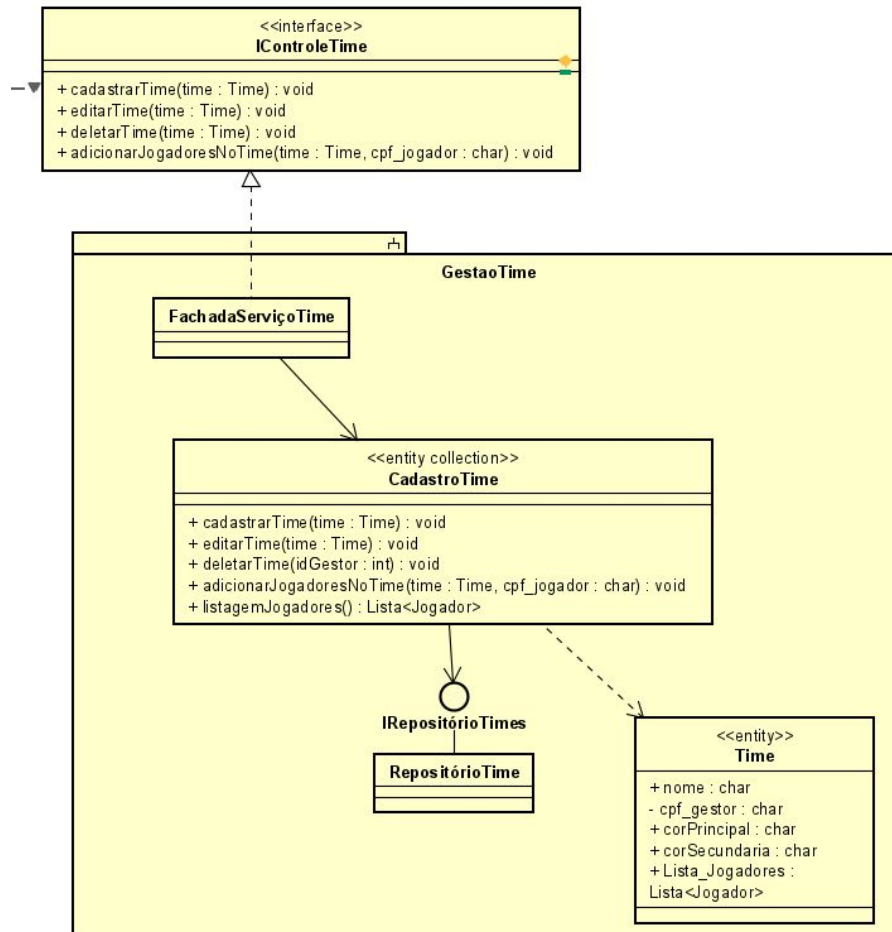 <<interface>>
IControleTime
+ cadastrarTime(time : Time) : void
+ editarTime(time : Time) : void
+ deletarTime(time : Time) : void
+ adicionarJogadoresNoTime(time : Time, cpf_jogador : char) : void
GestaoTime
FachadaServiçoTime
<<entity collection>>
CadastroTime
+ cadastrarTime(time : Time) : void
+ editarTime(time : Time) : void
+ deletarTime(idGestor : int) : void
+ adicionarJogadoresNoTime(time : Time, cpf_jogador : char) : void
+ listagemJogadores() : Lista<Jogador>
IRepositórioTimes
RepositórioTime
<<entity>>
Time
+ nome : char
- cpf_gestor : char
+ corPrincipal : char
+ corSecundaria : char
+ Lista_Jogadores :
Lista<Jogador>